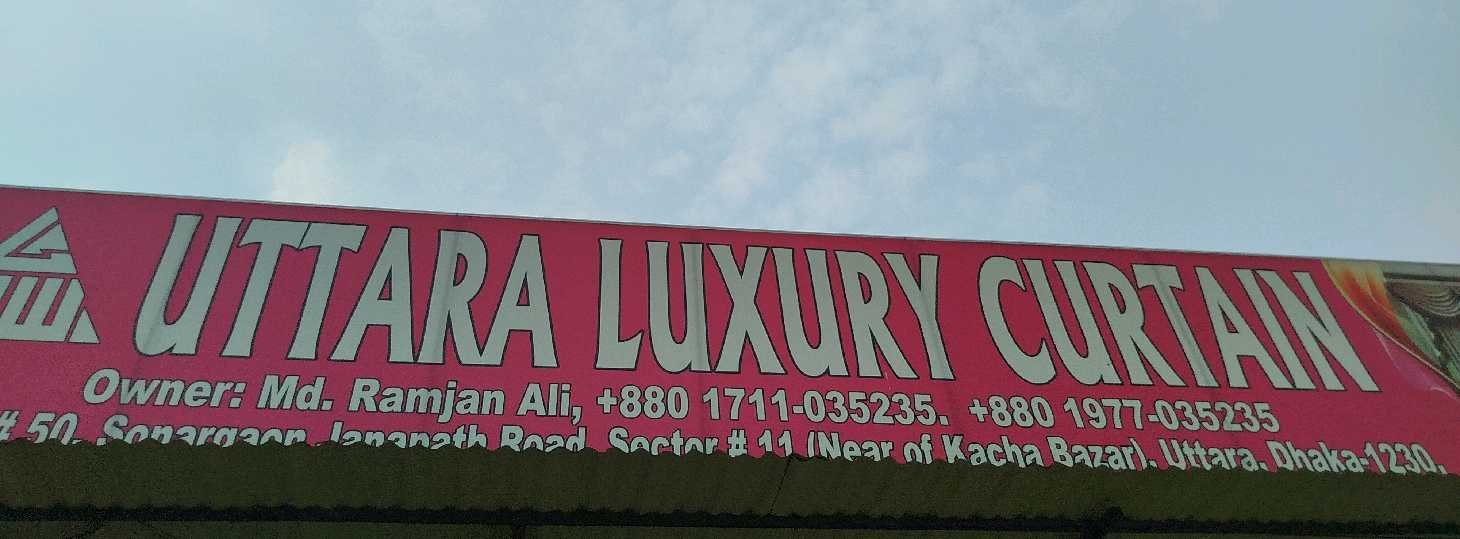 UTTARA LUXURY CURTAIN
Owner: Md. Ramjan Ali, +880 1711-035235. +880 1977-035235
# 50, Sonargaon Janapath Road, Sector # 11 (Near of Kacha Bazar), Uttara, Dhaka-1230.